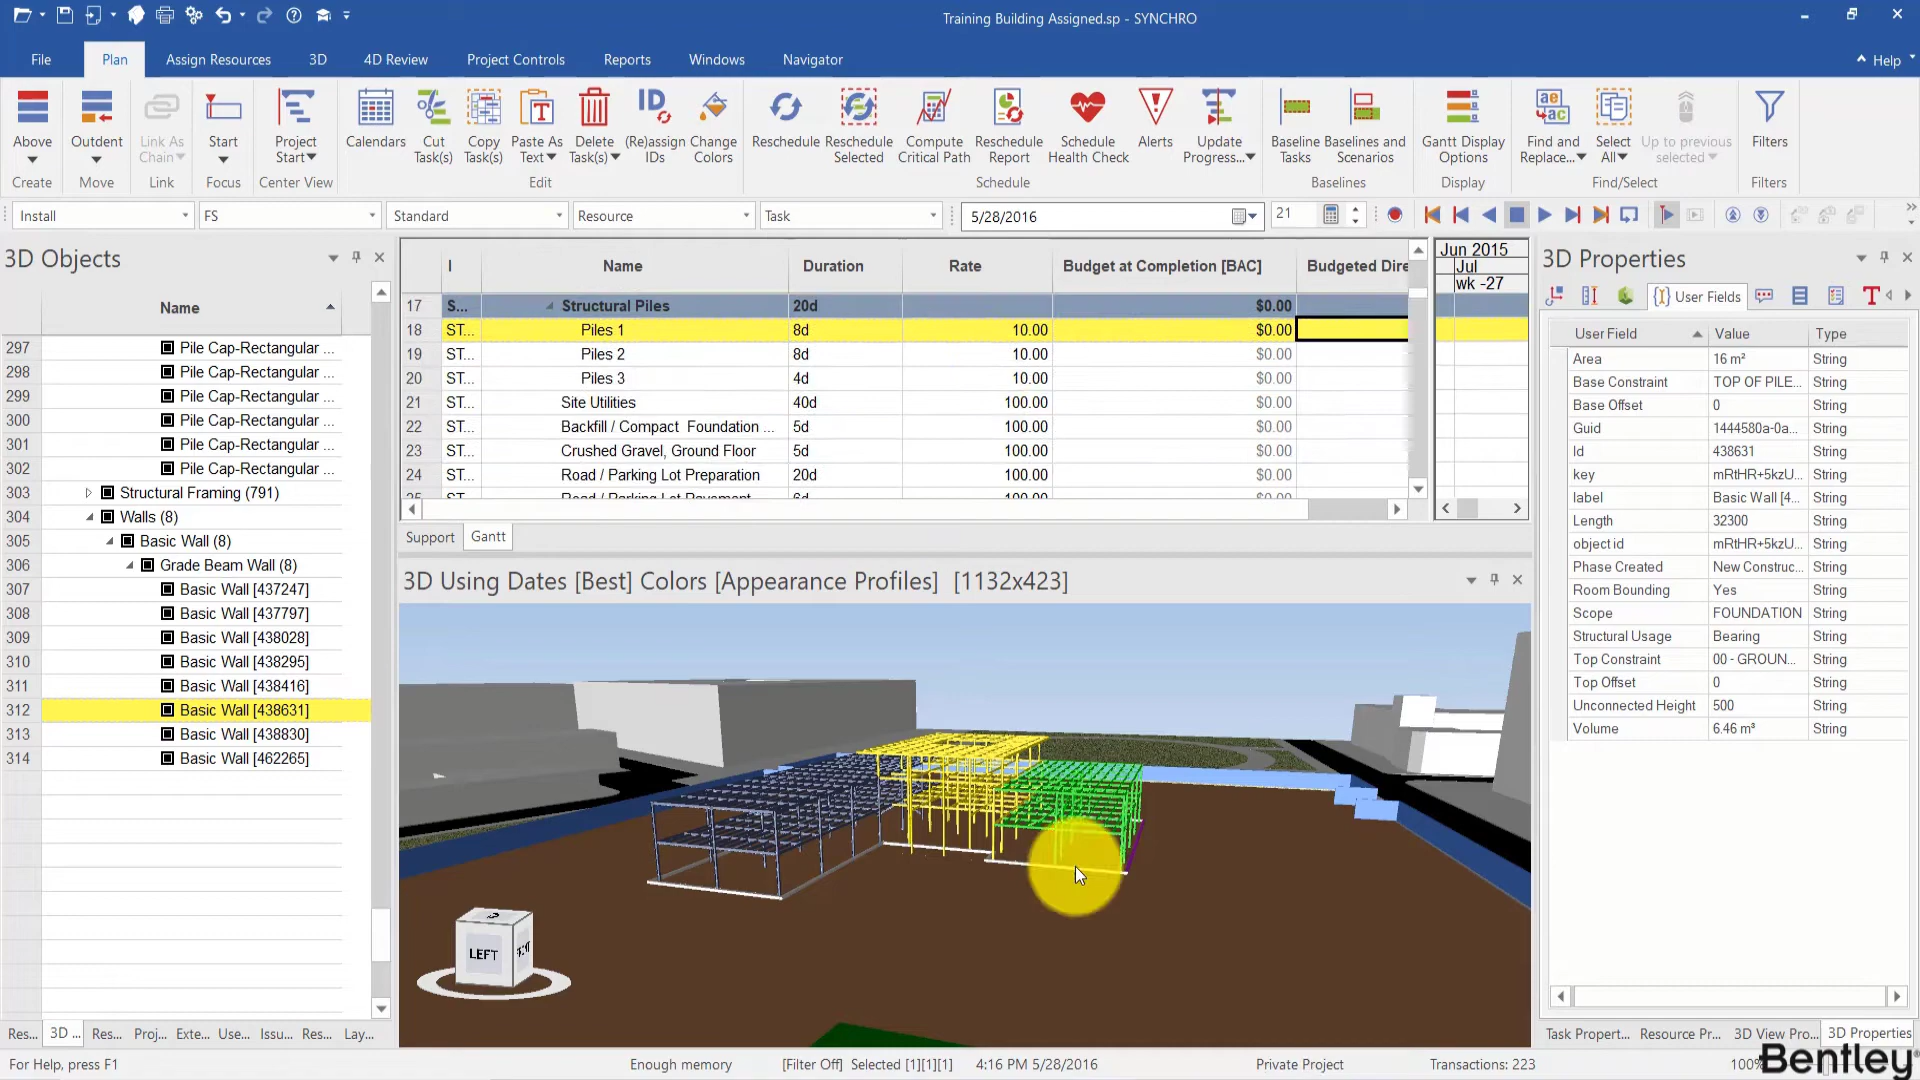 Training Building Assigned.sp - SYNCHRO
File Plan Assign Resources 3D 4D Review Project Controls Reports Windows Navigator Help
Above Outdent Link As Chain Start Project Start Calendars Cut Task(s) Copy Task(s) Paste As Text Delete Task(s) (Re)assign IDs Change Colors Reschedule Reschedule Selected Compute Critical Path Reschedule Report Schedule Health Check Alerts Update Progress... Baseline Tasks Baselines and Scenarios Gantt Display Options Find and Replace... Select All Up to previous selected Filters
Create Move Link Focus Center View Edit Schedule Baselines Display Find/Select Filters
Install FS Standard Resource Task 5/28/2016 21
3D Objects
Name
297 Pile Cap-Rectangular ...
298 Pile Cap-Rectangular ...
299 Pile Cap-Rectangular ...
300 Pile Cap-Rectangular ...
301 Pile Cap-Rectangular ...
302 Pile Cap-Rectangular ...
303 Structural Framing (791)
304 Walls (8)
305 Basic Wall (8)
306 Grade Beam Wall (8)
307 Basic Wall [437247]
308 Basic Wall [437797]
309 Basic Wall [438028]
310 Basic Wall [438295]
311 Basic Wall [438416]
312 Basic Wall [438631]
313 Basic Wall [438830]
314 Basic Wall [462265]
Res... 3D ... Res... Proj... Exte... Use... Issu... Res... Lay...
I Name Duration Rate Budget at Completion [BAC] Budgeted Dire
17 S... Structural Piles 20d $0.00
18 ST... Piles 1 8d 10.00 $0.00
19 ST... Piles 2 8d 10.00 $0.00
20 ST... Piles 3 4d 10.00 $0.00
21 ST... Site Utilities 40d 100.00 $0.00
22 ST... Backfill / Compact Foundation ... 5d 100.00 $0.00
23 ST... Crushed Gravel, Ground Floor 5d 100.00 $0.00
24 ST... Road / Parking Lot Preparation 20d 100.00 $0.00
25 ST... Road / Parking Lot Pavement 6d 100.00 $0.00
Jun 2015
Jul
wk -27
Support Gantt
3D Using Dates [Best] Colors [Appearance Profiles] [1132x423]
LEFT
3D Properties
User Fields
User Field Value Type
Area 16 m² String
Base Constraint TOP OF PILE... String
Base Offset 0 String
Guid 1444580a-0a... String
Id 438631 String
key mRtHR+5kzU... String
label Basic Wall [4... String
Length 32300 String
object id mRtHR+5kzU... String
Phase Created New Construc... String
Room Bounding Yes String
Scope FOUNDATION String
Structural Usage Bearing String
Top Constraint 00 - GROUN... String
Top Offset 0 String
Unconnected Height 500 String
Volume 6.46 m³ String
Task Propert... Resource Pr... 3D View Pro... 3D Properties
For Help, press F1 Enough memory [Filter Off] Selected [1][1][1] 4:16 PM 5/28/2016 Private Project Transactions: 223 100%
Bentley